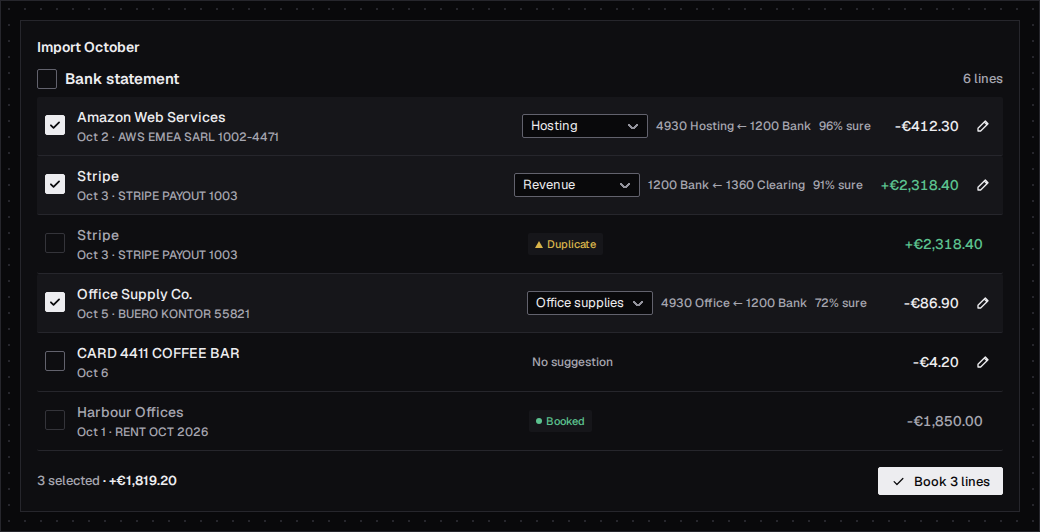 Import October
Bank statement
6 lines
Amazon Web Services
Oct 2 · AWS EMEA SARL 1002-4471
Hosting
4930 Hosting ← 1200 Bank 96% sure
-€412.30
Stripe
Oct 3 · STRIPE PAYOUT 1003
Revenue
1200 Bank ← 1360 Clearing 91% sure
+€2,318.40
Stripe
Oct 3 · STRIPE PAYOUT 1003
Duplicate
+€2,318.40
Office Supply Co.
Oct 5 · BUERO KONTOR 55821
Office supplies
4930 Office ← 1200 Bank 72% sure
-€86.90
CARD 4411 COFFEE BAR
Oct 6
No suggestion
-€4.20
Harbour Offices
Oct 1 · RENT OCT 2026
Booked
-€1,850.00
3 selected · +€1,819.20
Book 3 lines